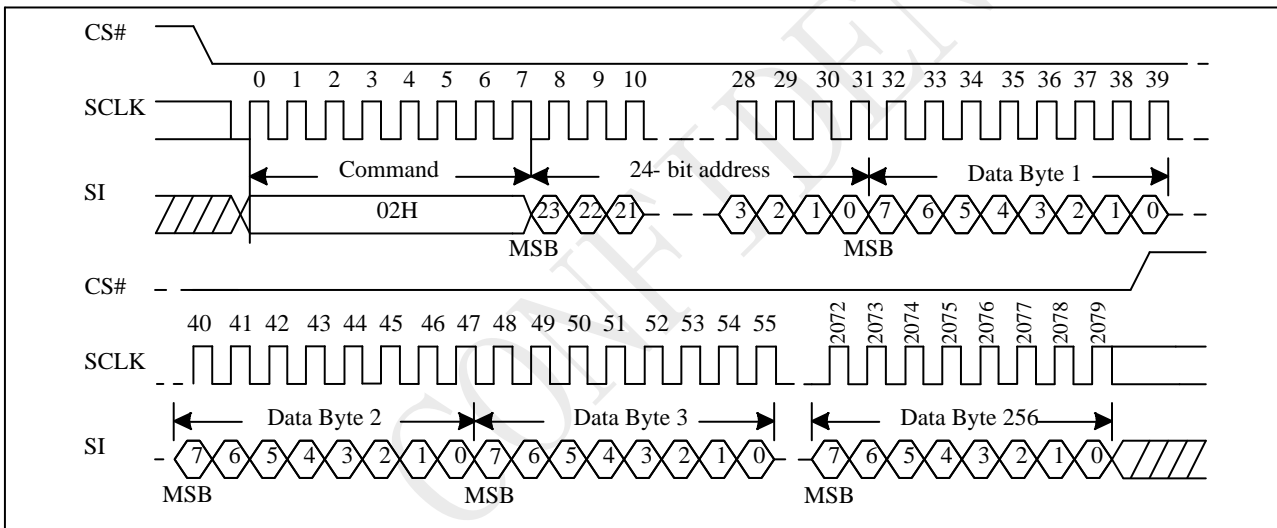 CS#
0 1 2 3 4 5 6 7 8 9 10 28 29 30 31 32 33 34 35 36 37 38 39
SCLK
Command 24- bit address Data Byte 1
SI
02H 23 22 21 3 2 1 0 7 6 5 4 3 2 1 0
MSB MSB
CS#
40 41 42 43 44 45 46 47 48 49 50 51 52 53 54 55 2072 2073 2074 2075 2076 2077 2078 2079
SCLK
Data Byte 2 Data Byte 3 Data Byte 256
SI
7 6 5 4 3 2 1 0 7 6 5 4 3 2 1 0 7 6 5 4 3 2 1 0
MSB MSB MSB
CONFIDEN